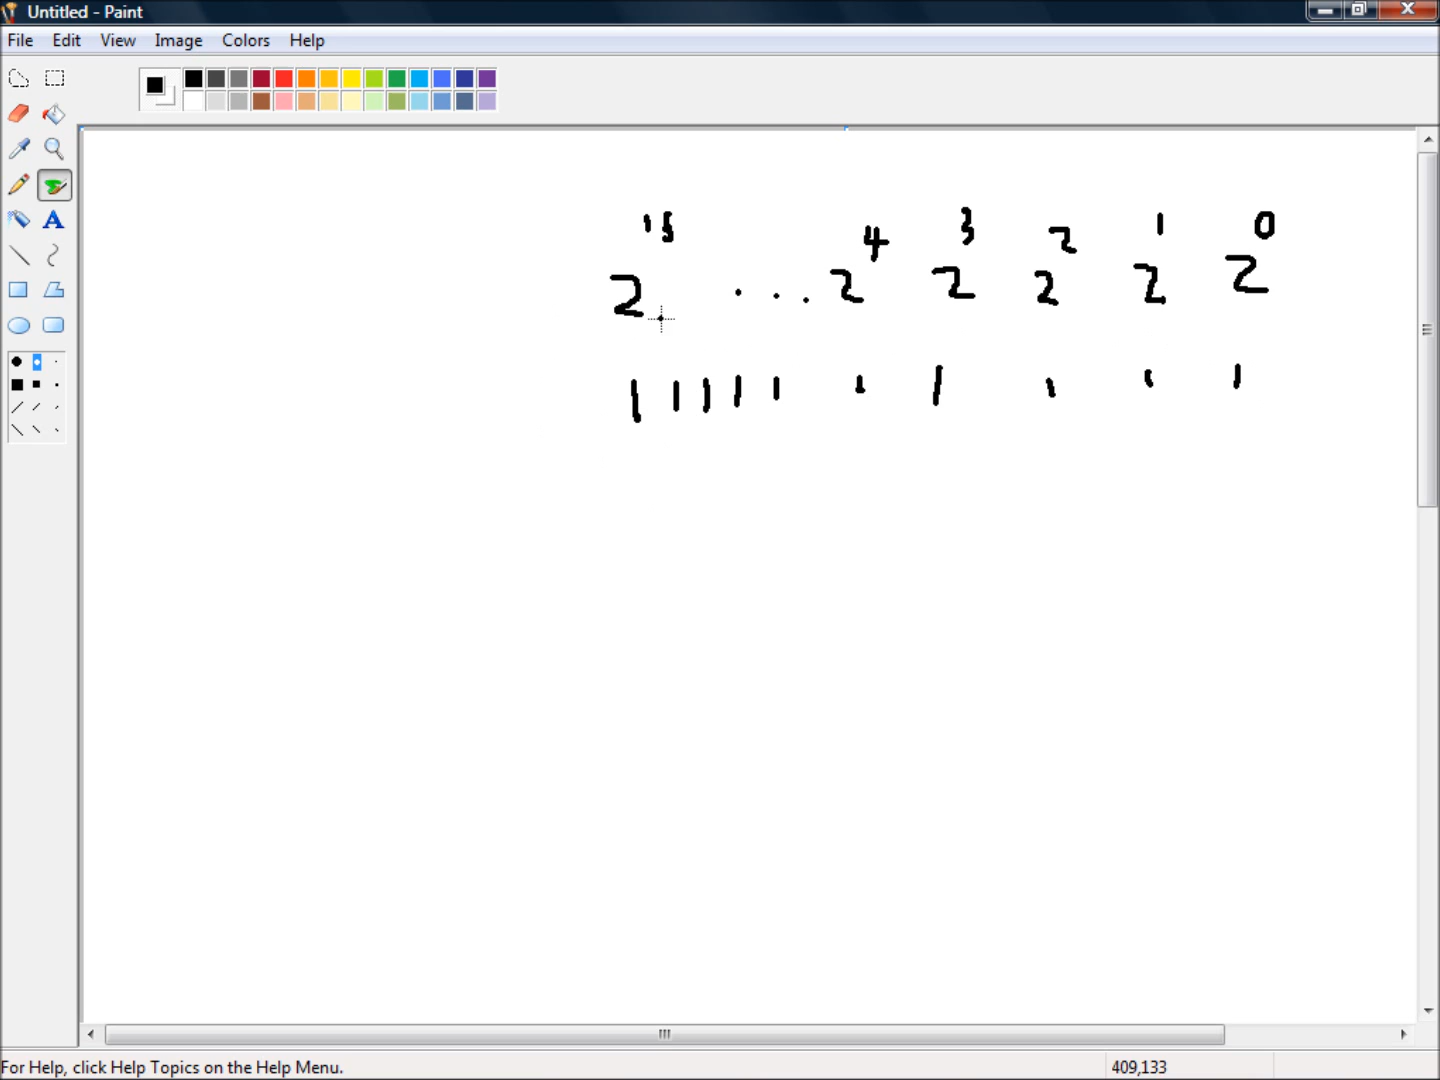 Untitled - Paint
File Edit View Image Colors Help
15 4 3 2 1 0
2 ... 2 2 2 2 2
1 1 1 1 1 1 1 1 1 1
For Help, click Help Topics on the Help Menu.
409,133